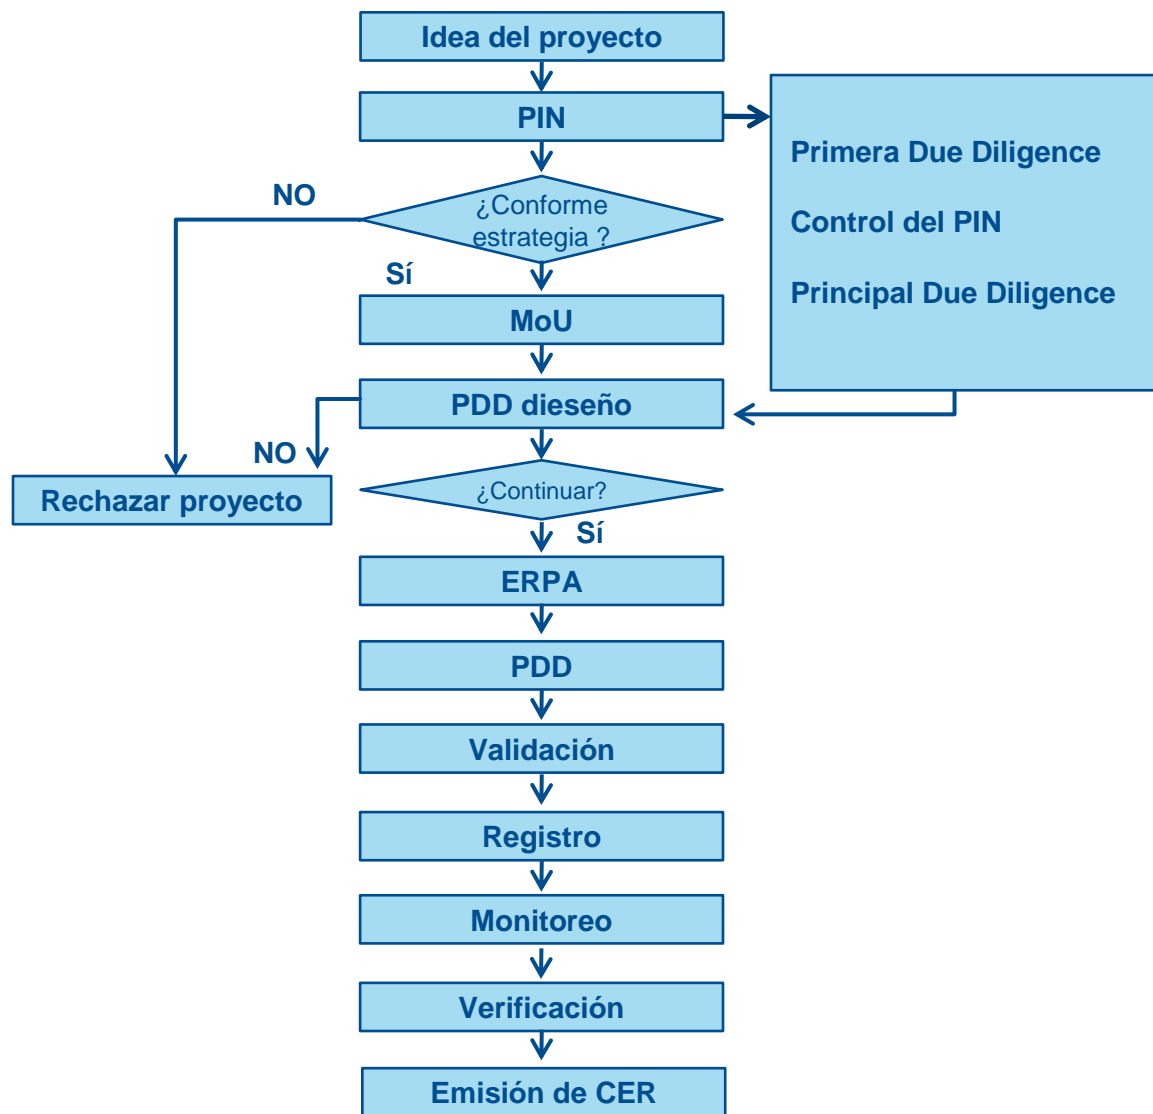 Idea del proyecto
PIN
Primera Due Diligence
Control del PIN
Principal Due Diligence
NO
¿Conforme
estrategia ?
Sí
MoU
PDD dieseño
NO
Rechazar proyecto
¿Continuar?
Sí
ERPA
PDD
Validación
Registro
Monitoreo
Verificación
Emisión de CER